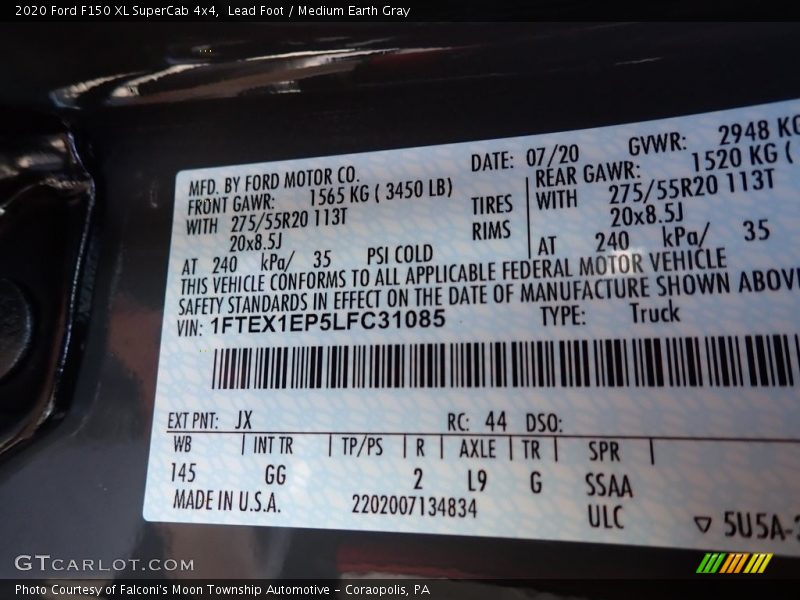 2020 Ford F150 XL SuperCab 4x4,  Lead Foot / Medium Earth Gray
MFD. BY FORD MOTOR CO. DATE: 07/20 GVWR: 2948 KG
FRONT GAWR: 1565 KG ( 3450 LB) REAR GAWR: 1520 KG (
WITH 275/55R20 113T TIRES WITH 275/55R20 113T
20x8.5J RIMS 20x8.5J
AT 240 kPa/ 35 PSI COLD AT 240 kPa/ 35
THIS VEHICLE CONFORMS TO ALL APPLICABLE FEDERAL MOTOR VEHICLE
SAFETY STANDARDS IN EFFECT ON THE DATE OF MANUFACTURE SHOWN ABOVE
VIN: 1FTEX1EP5LFC31085 TYPE: Truck
EXT PNT: JX RC: 44 DSO:
WB INT TR TP/PS R AXLE TR SPR
145 GG 2 L9 G SSAA
MADE IN U.S.A. 2202007134834 ULC ▽ 5U5A-
GTCARLOT.COM
Photo Courtesy of Falconi's Moon Township Automotive – Coraopolis, PA